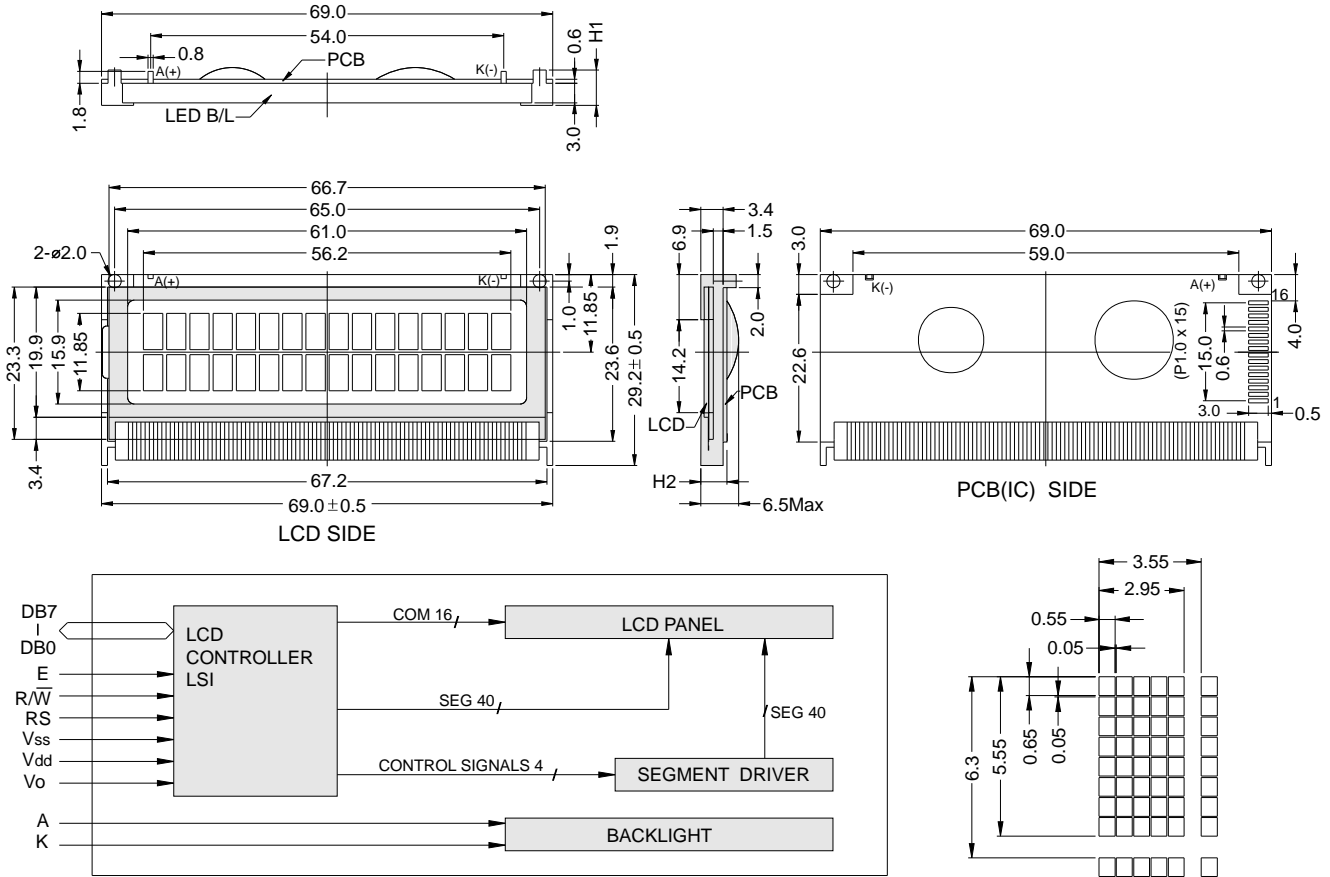 69.0
54.0
0.8
PCB
A(+)
K(-)
0.6
H1
1.8
LED B/L
3.0
66.7
65.0
61.0
56.2
2-ø2.0
A(+)
K(-)
1.9
1.0
11.85
23.3
19.9
15.9
11.85
23.6
29.2±0.5
3.4
67.2
69.0±0.5
LCD SIDE
3.4
1.5
6.9
2.0
14.2
LCD
PCB
H2
6.5Max
69.0
59.0
3.0
K(-)
A(+)
16
22.6
(P1.0 x 15)
15.0
0.6
4.0
1
3.0
0.5
PCB(IC) SIDE
DB7
DB0
E
R/W̅
RS
Vss
Vdd
Vo
A
K
LCD
CONTROLLER
LSI
COM 16
LCD PANEL
SEG 40
SEG 40
CONTROL SIGNALS 4
SEGMENT DRIVER
BACKLIGHT
3.55
2.95
0.55
0.05
6.3
5.55
0.65
0.05